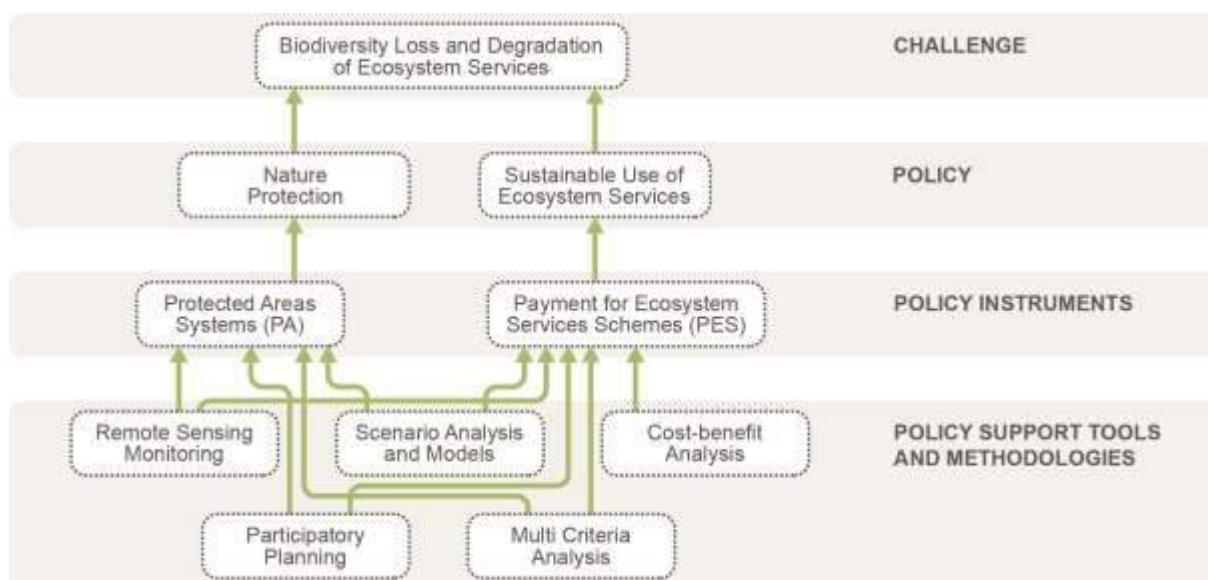 Biodiversity Loss and Degradation
of Ecosystem Services
CHALLENGE
Nature
Protection
Sustainable Use of
Ecosystem Services
POLICY
Protected Areas
Systems (PA)
Payment for Ecosystem
Services Schemes (PES)
POLICY INSTRUMENTS
Remote Sensing
Monitoring
Scenario Analysis
and Models
Cost-benefit
Analysis
POLICY SUPPORT TOOLS
AND METHODOLOGIES
Participatory
Planning
Multi Criteria
Analysis